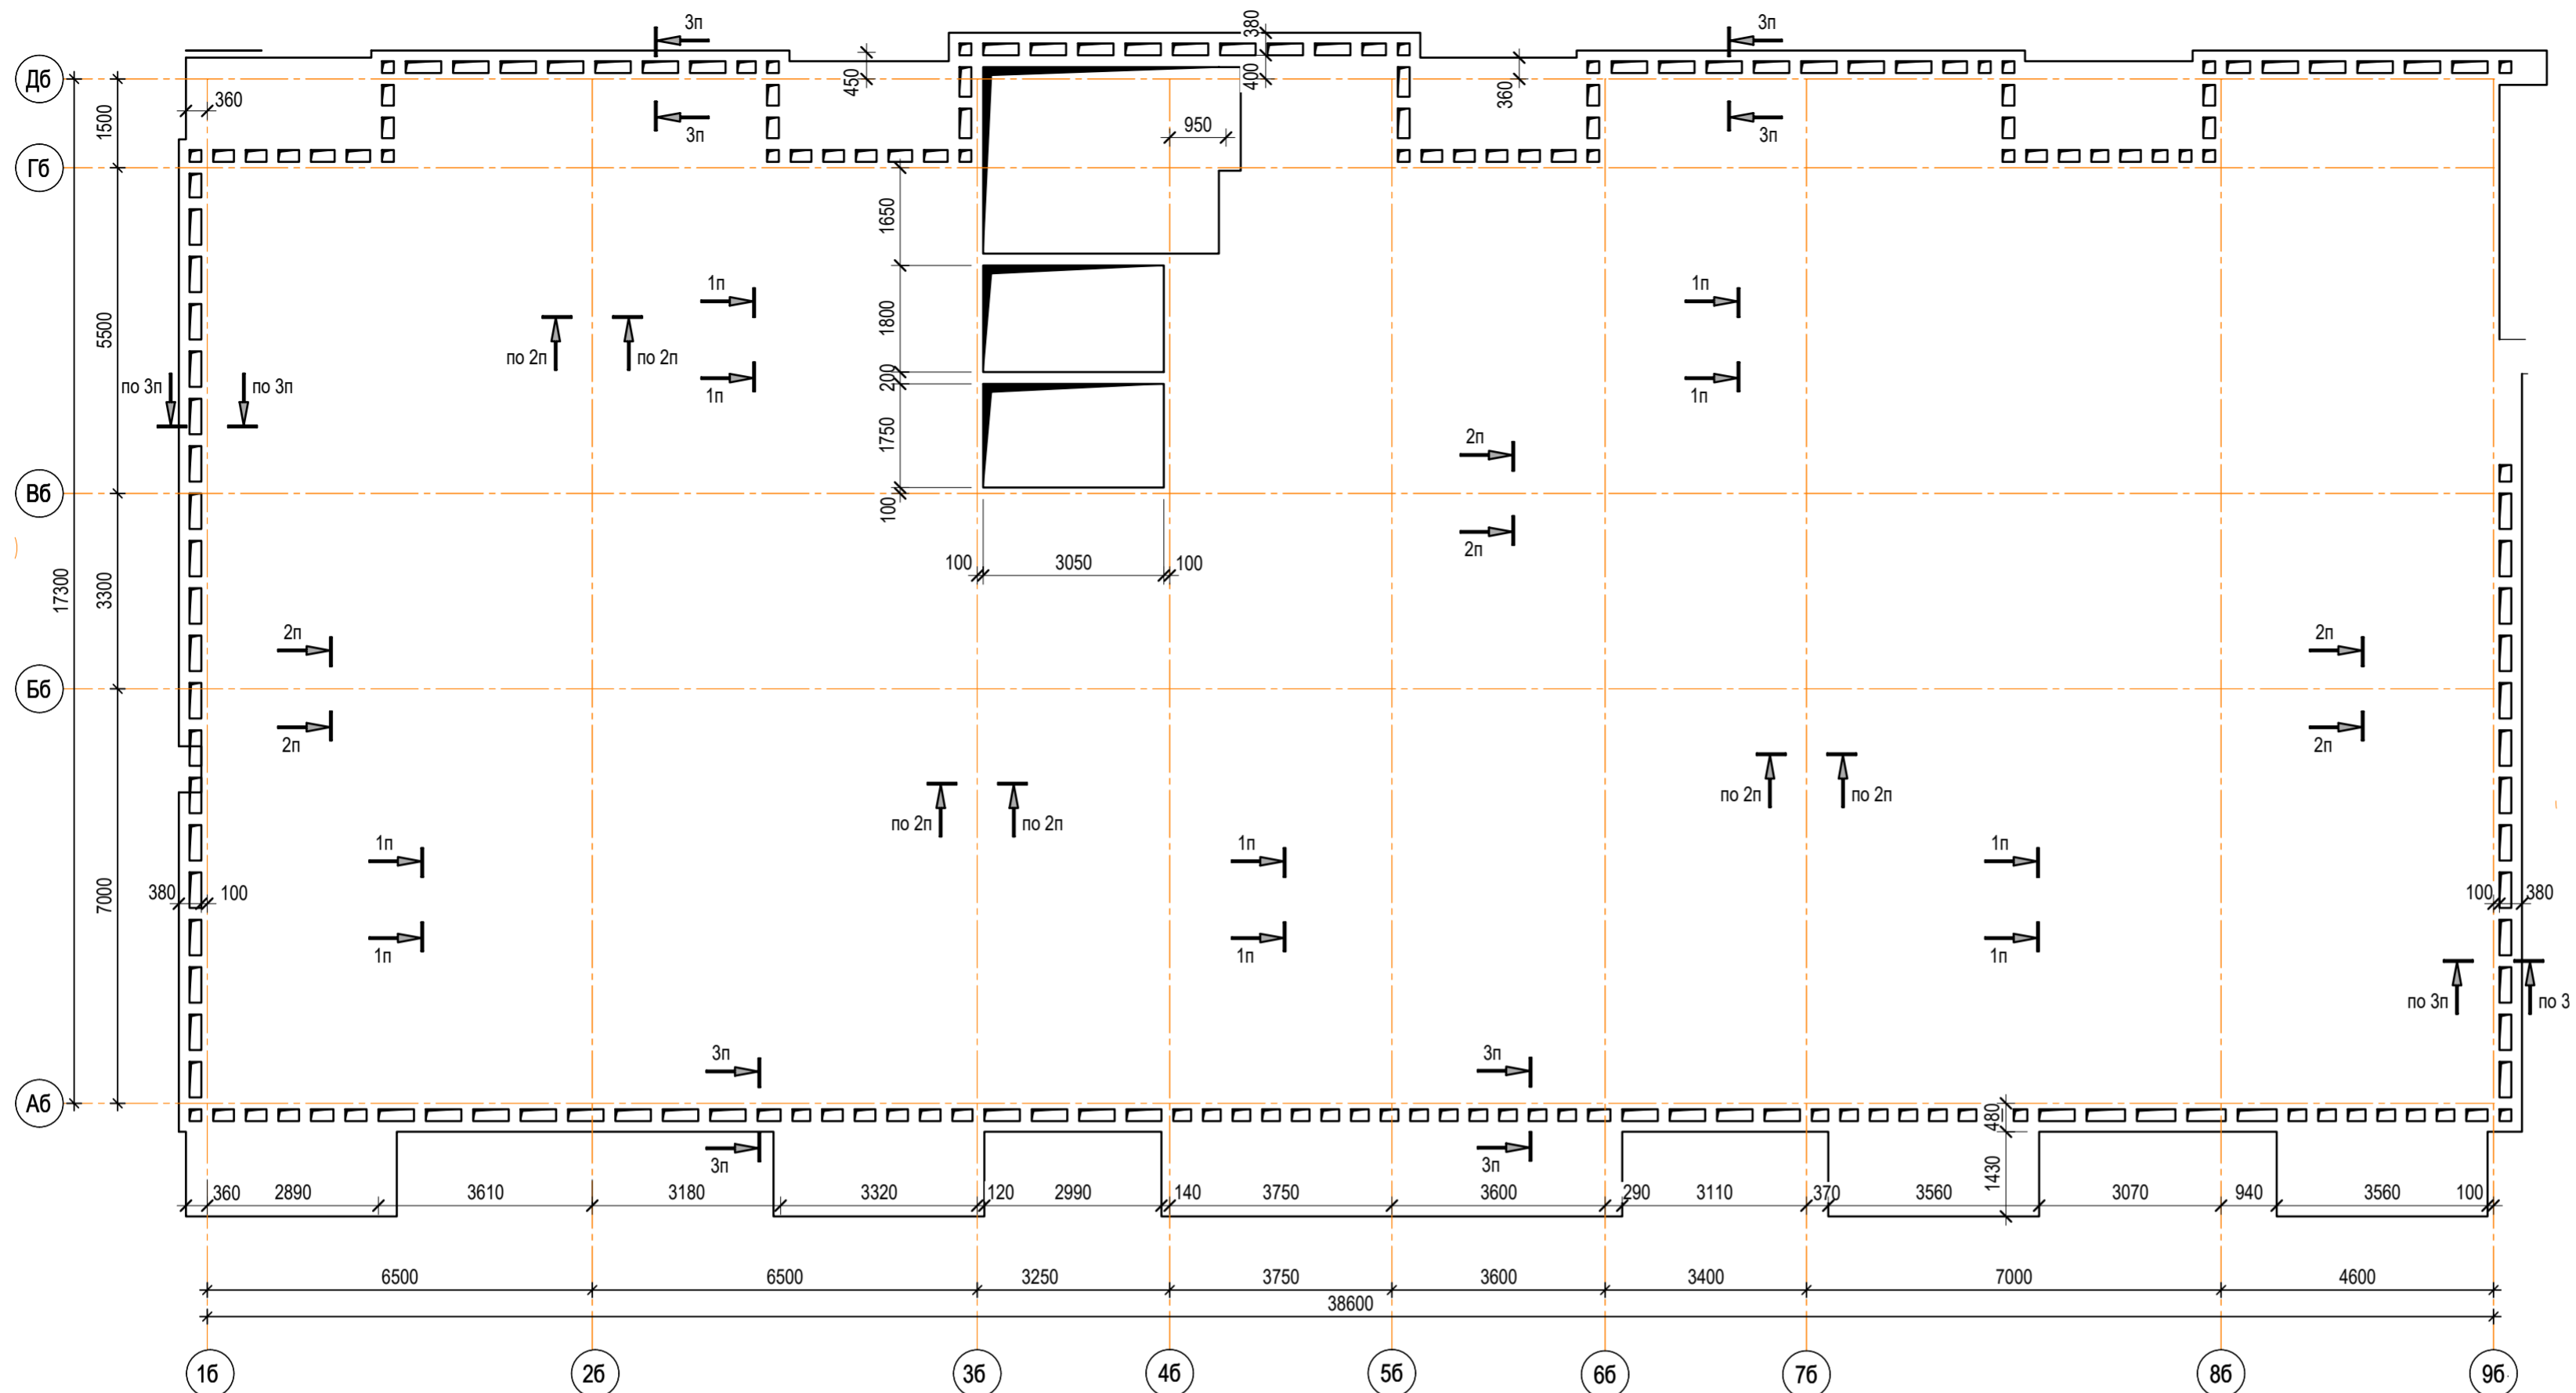 3п
380
3п
Дб
450
400
360
360
1500
3п
950
3п
Гб
1650
1п
1п
5500
1800
по 2п
по 2п
по 3п
по 3п
200
1п
1п
1750
2п
Вб
100
2п
100
3050
100
17300
3300
2п
2п
Бб
2п
2п
по 2п
по 2п
по 2п
по 2п
1п
1п
1п
7000
380
100
100
380
1п
1п
1п
по 3п
по 3
3п
3п
Аб
480
3п
3п
1430
360
2890
3610
3180
3320
120
2990
140
3750
3600
290
3110
370
3560
3070
940
3560
100
6500
6500
3250
3750
3600
3400
7000
4600
38600
1б
2б
3б
4б
5б
6б
7б
8б
9б